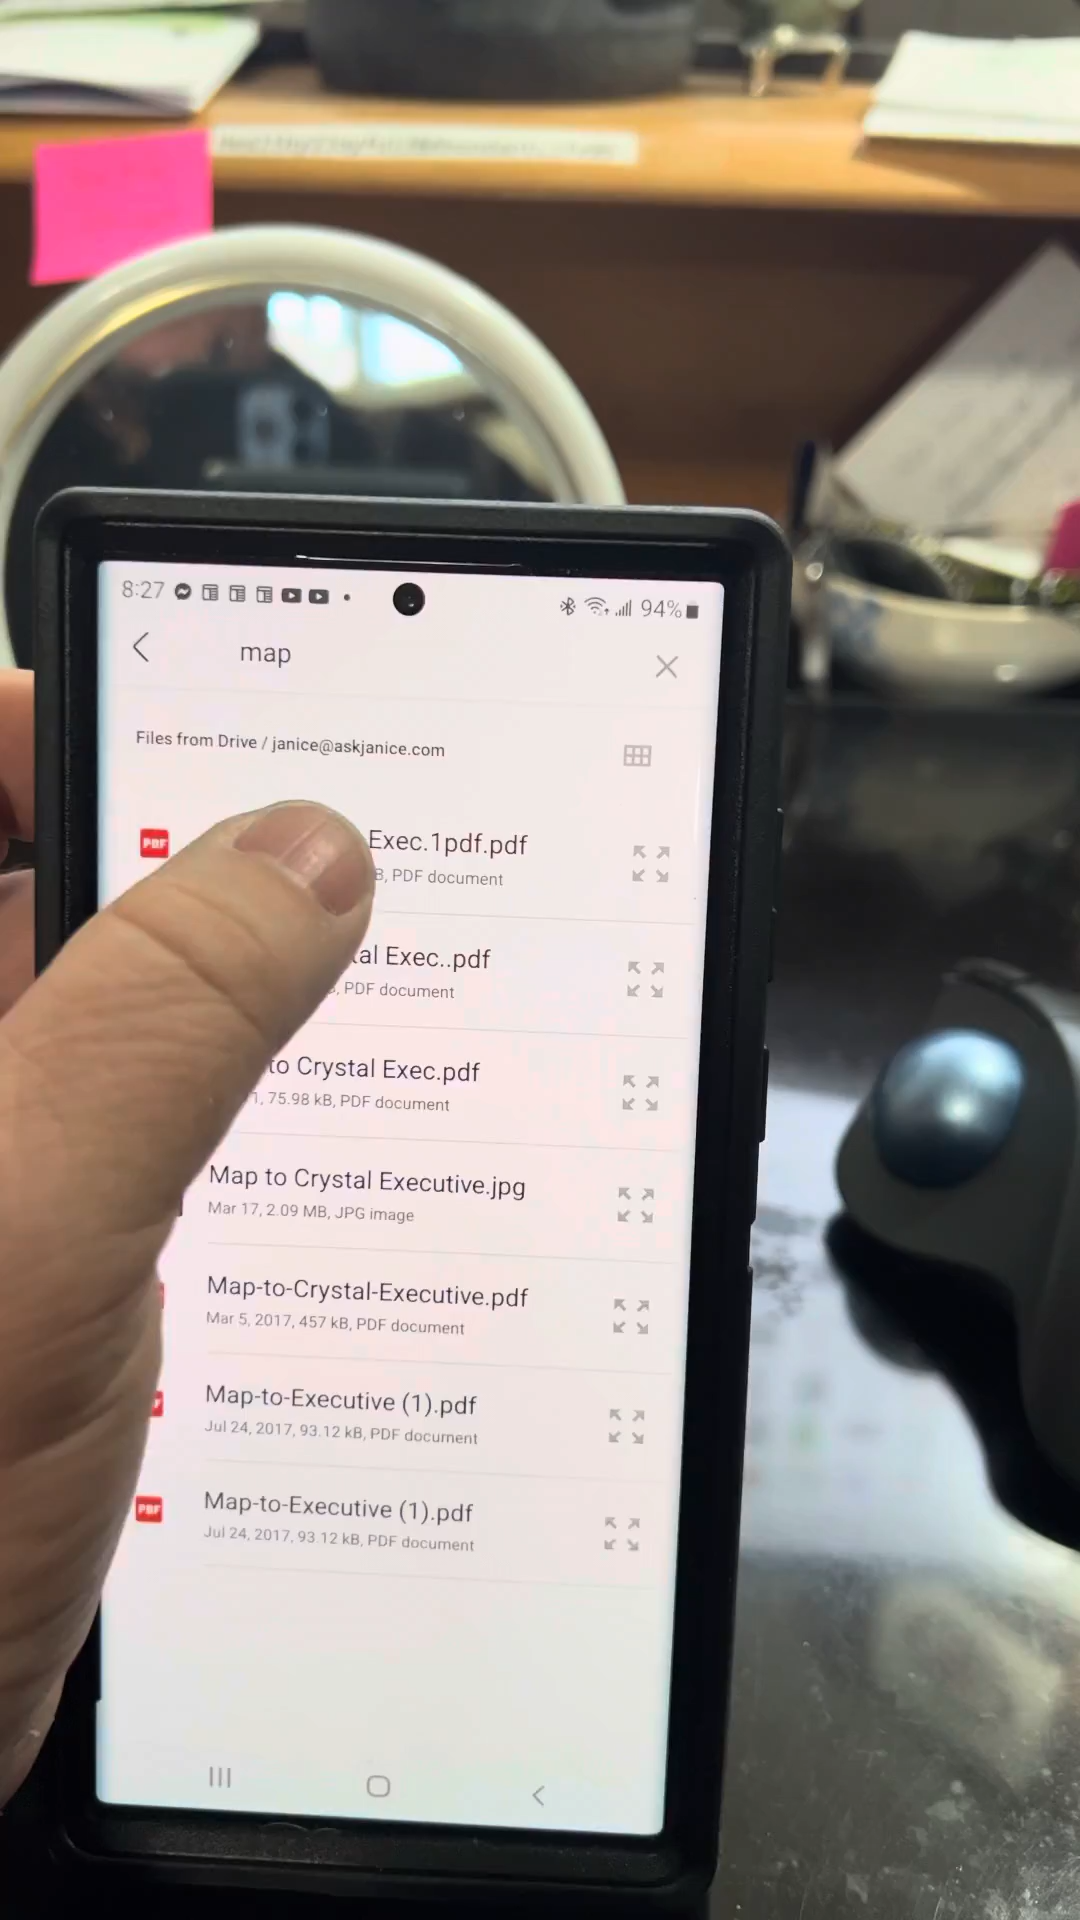 8:27
94%
map
Files from Drive / janice@askjanice.com
PDF
Exec.1pdf.pdf
B, PDF document
tal Exec..pdf
, PDF document
to Crystal Exec.pdf
1, 75.98 kB, PDF document
Map to Crystal Executive.jpg
Mar 17, 2.09 MB, JPG image
Map-to-Crystal-Executive.pdf
Mar 5, 2017, 457 kB, PDF document
Map-to-Executive (1).pdf
Jul 24, 2017, 93.12 kB, PDF document
PDF
Map-to-Executive (1).pdf
Jul 24, 2017, 93.12 kB, PDF document